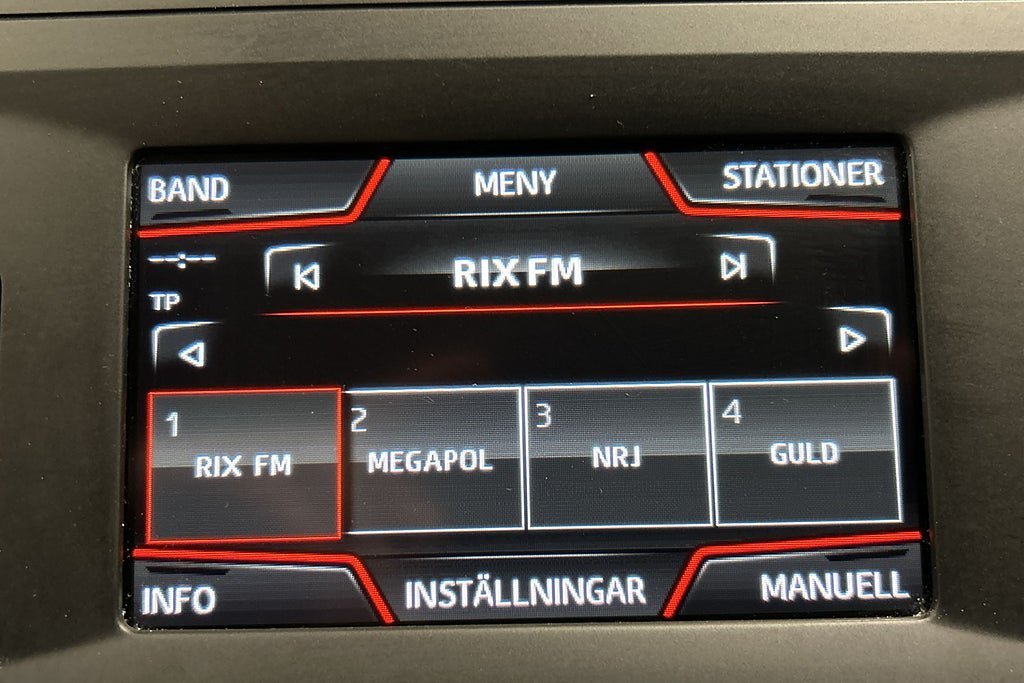 BAND
MENY
STATIONER
RIX FM
TP
1
2
3
4
RIX FM
MEGAPOL
NRJ
GULD
INFO
INSTÄLLNINGAR
MANUELL